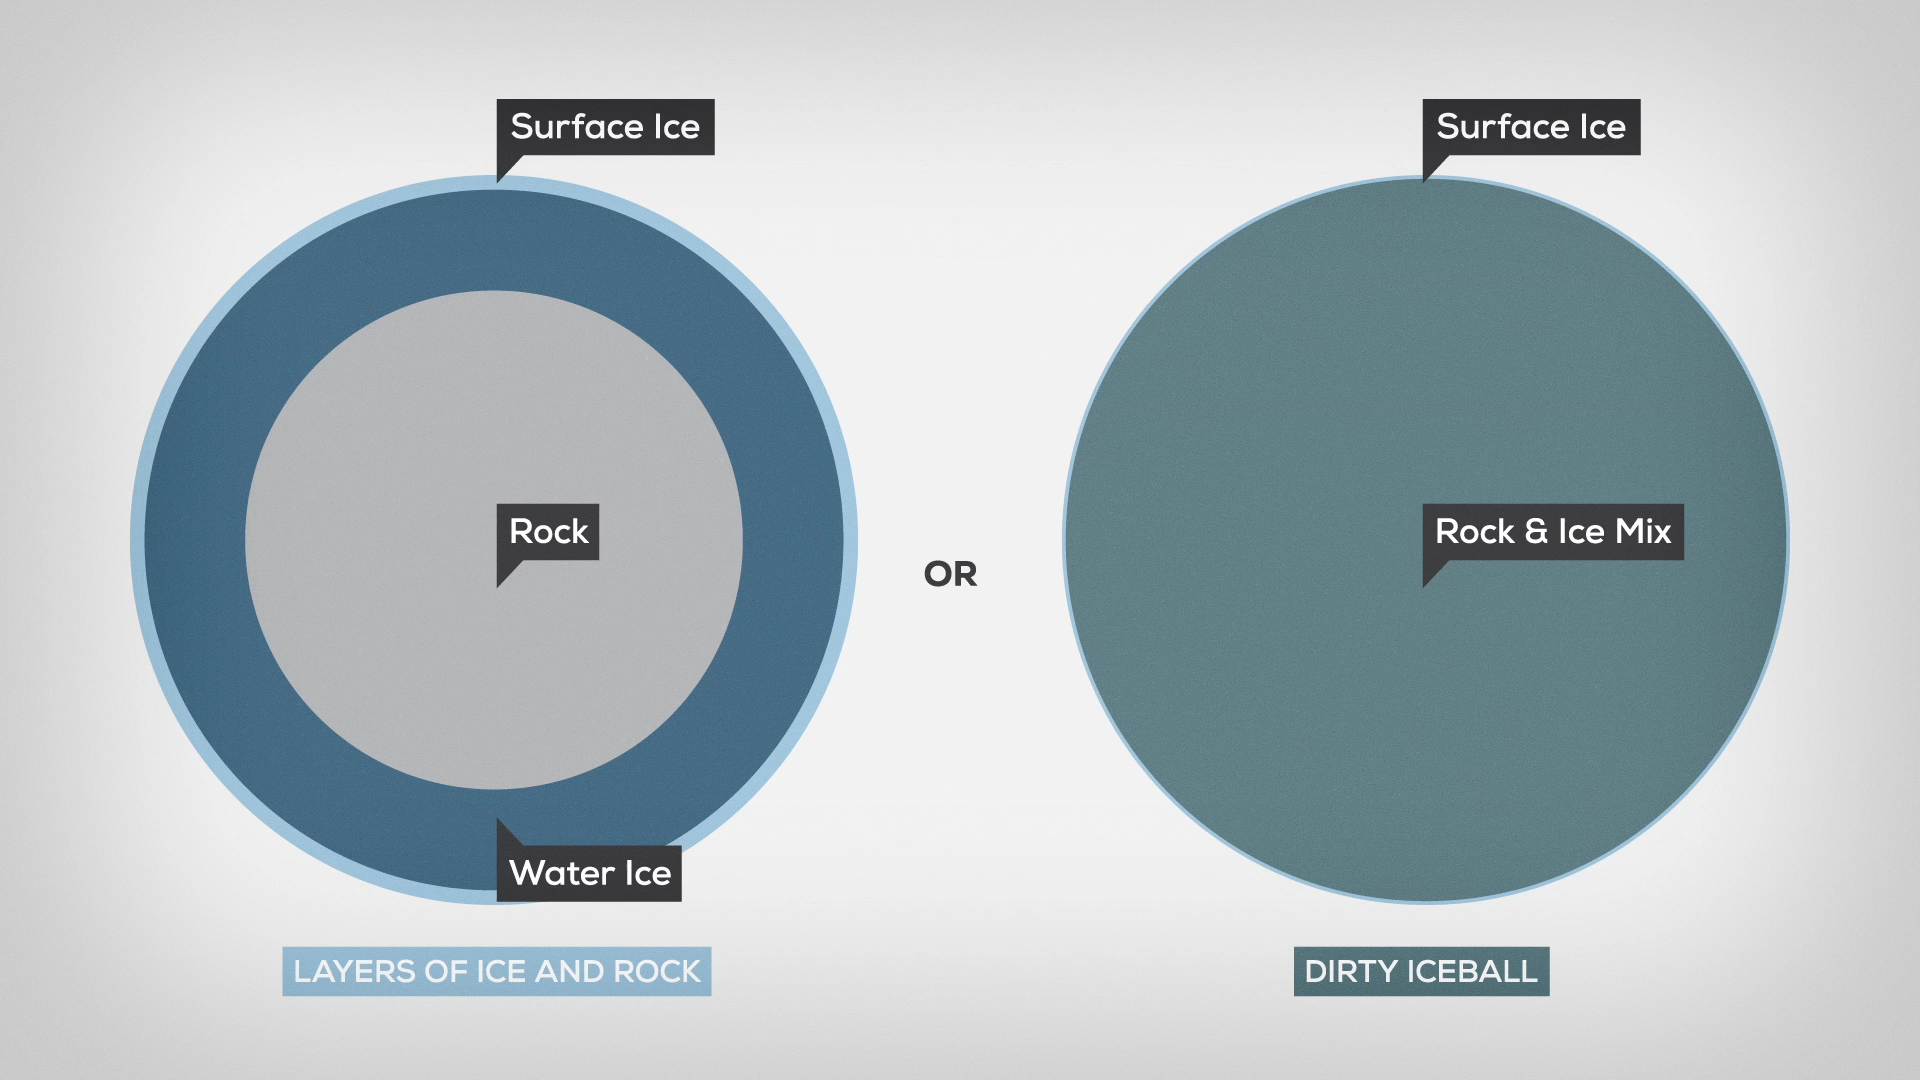 Surface Ice
Rock
Water Ice
LAYERS OF ICE AND ROCK
OR
Surface Ice
Rock & Ice Mix
DIRTY ICEBALL